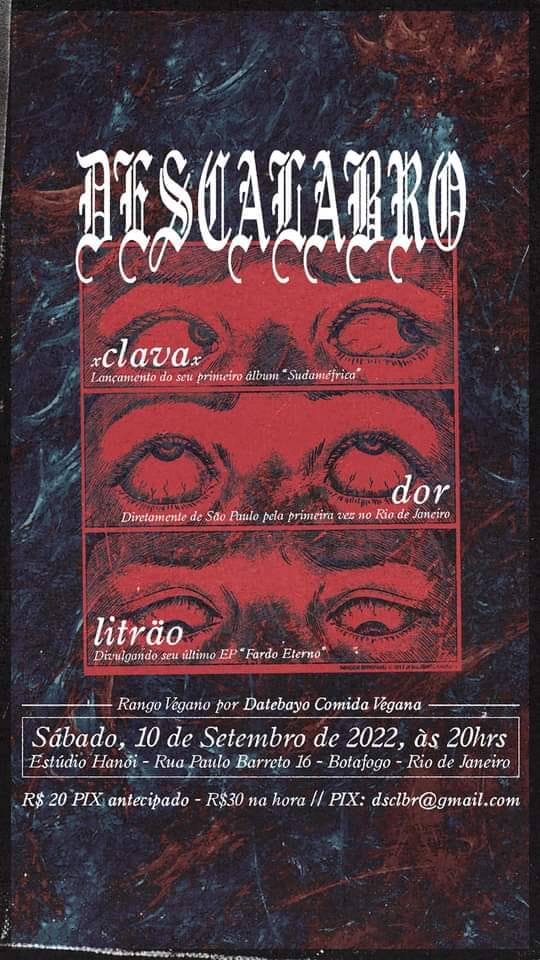 DESCALABRO
xclavax
Lançamento do seu primeiro álbum "Sudaméfrica"
dor
Diretamente de São Paulo pela primeira vez no Rio de Janeiro
liträo
Divulgando seu último EP "Fardo Eterno"
Rango Vegano por Datebayo Comida Vegana
Sábado, 10 de Setembro de 2022, às 20hrs
Estúdio Hanói - Rua Paulo Barreto 16 - Botafogo - Rio de Janeiro
R$ 20 PIX antecipado - R$30 na hora // PIX: dsclbr@gmail.com